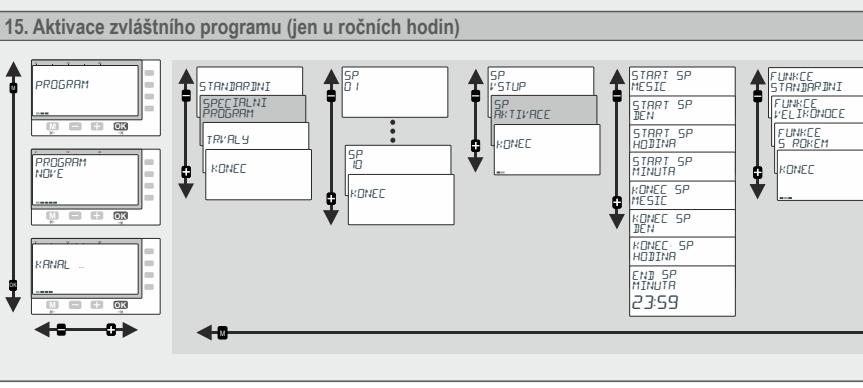 15. Aktivace zvláštního programu (jen u ročních hodin)
PROGRAM
M
OK
PROGRAM
NOVE
M
OK
KANAL ...
M
OK
M
OK
STANDARDNI
SPECIALNI
PROGRAM
TRVALY
KONEC
SP
01
SP
10
KONEC
SP
VSTUP
SP
AKTIVACE
KONEC
START SP
MESIC
START SP
DEN
START SP
HODINA
START SP
MINUTA
KONEC SP
MESIC
KONEC SP
DEN
KONEC SP
HODINA
END SP
MINUTA
23:59
FUNKCE
STANDARDNI
FUNKCE
VELIKONOCE
FUNKCE
S ROKEM
KONEC
M